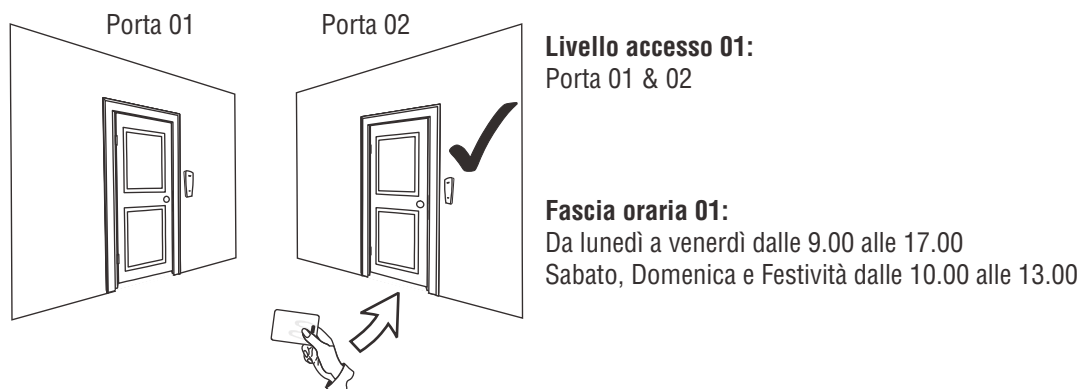 Porta 01
Porta 02
Livello accesso 01:
Porta 01 & 02
Fascia oraria 01:
Da lunedì a venerdì dalle 9.00 alle 17.00
Sabato, Domenica e Festività dalle 10.00 alle 13.00